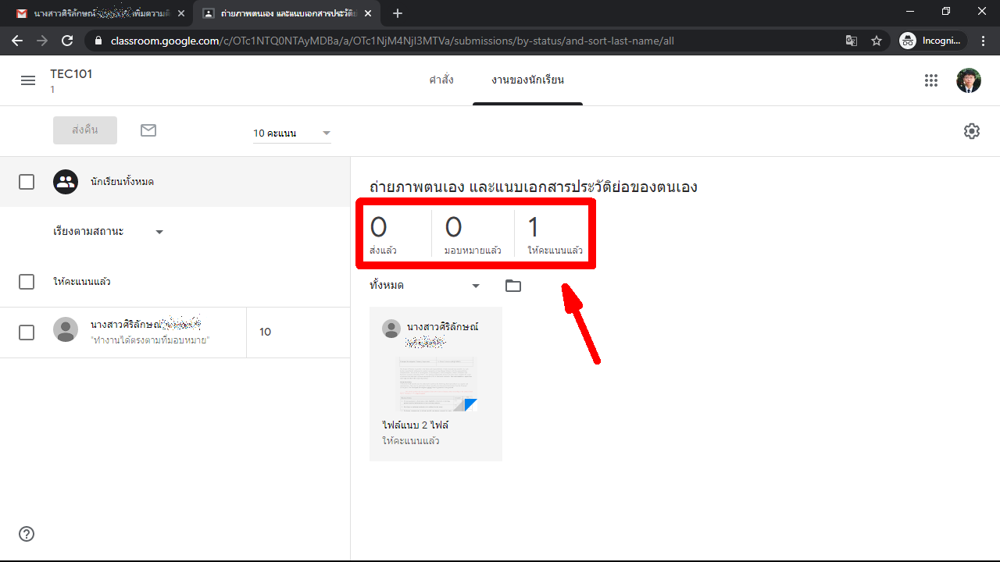 นางสาวศิริลักษณ์ เพิ่มความคิ
ถ่ายภาพตนเอง และแนบเอกสารประวัติย่
classroom.google.com/c/OTc1NTQ0NTAyMDBa/a/OTc1NjM4NjI3MTVa/submissions/by-status/and-sort-last-name/all
Incogni...
TEC101
1
คำสั่ง
งานของนักเรียน
ส่งคืน
10 คะแนน
นักเรียนทั้งหมด
เรียงตามสถานะ
ให้คะแนนแล้ว
นางสาวศิริลักษณ์
"ทำงานได้ตรงตามที่มอบหมาย"
10
ถ่ายภาพตนเอง และแนบเอกสารประวัติย่อของตนเอง
0 0 1
ส่งแล้ว มอบหมายแล้ว ให้คะแนนแล้ว
ทั้งหมด
นางสาวศิริลักษณ์
ไฟล์แนบ 2 ไฟล์
ให้คะแนนแล้ว